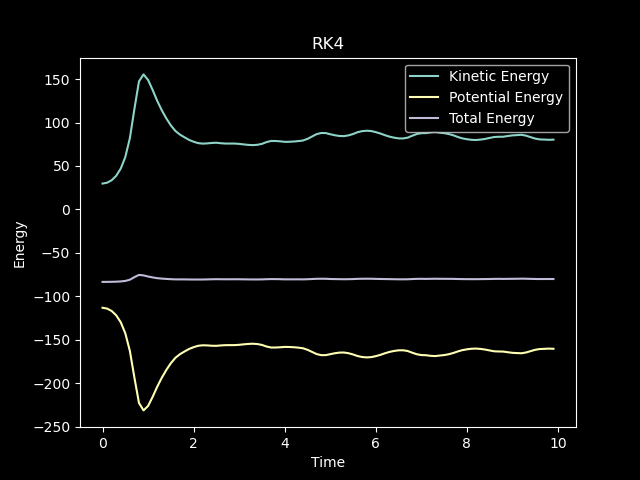 RK4
Kinetic Energy
Potential Energy
Total Energy
150
100
50
0
−50
−100
−150
−200
−250
Energy
0 2 4 6 8 10
Time